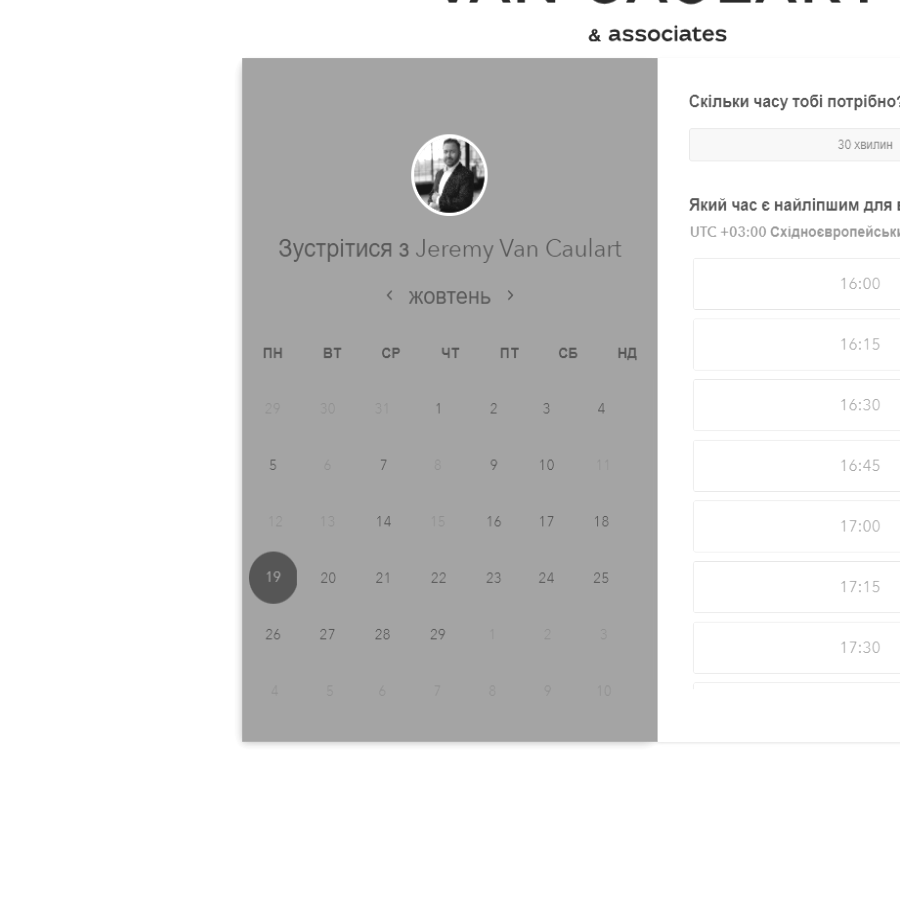 & associates
Зустрітися з Jeremy Van Caulart
‹ жовтень ›
ПН ВТ СР ЧТ ПТ СБ НД
29 30 31 1 2 3 4
5 6 7 8 9 10 11
12 13 14 15 16 17 18
19 20 21 22 23 24 25
26 27 28 29 1 2 3
4 5 6 7 8 9 10
Скільки часу тобі потрібно?
30 хвилин
Який час є найліпшим для
UTC +03:00
16:00
16:15
16:30
16:45
17:00
17:15
17:30